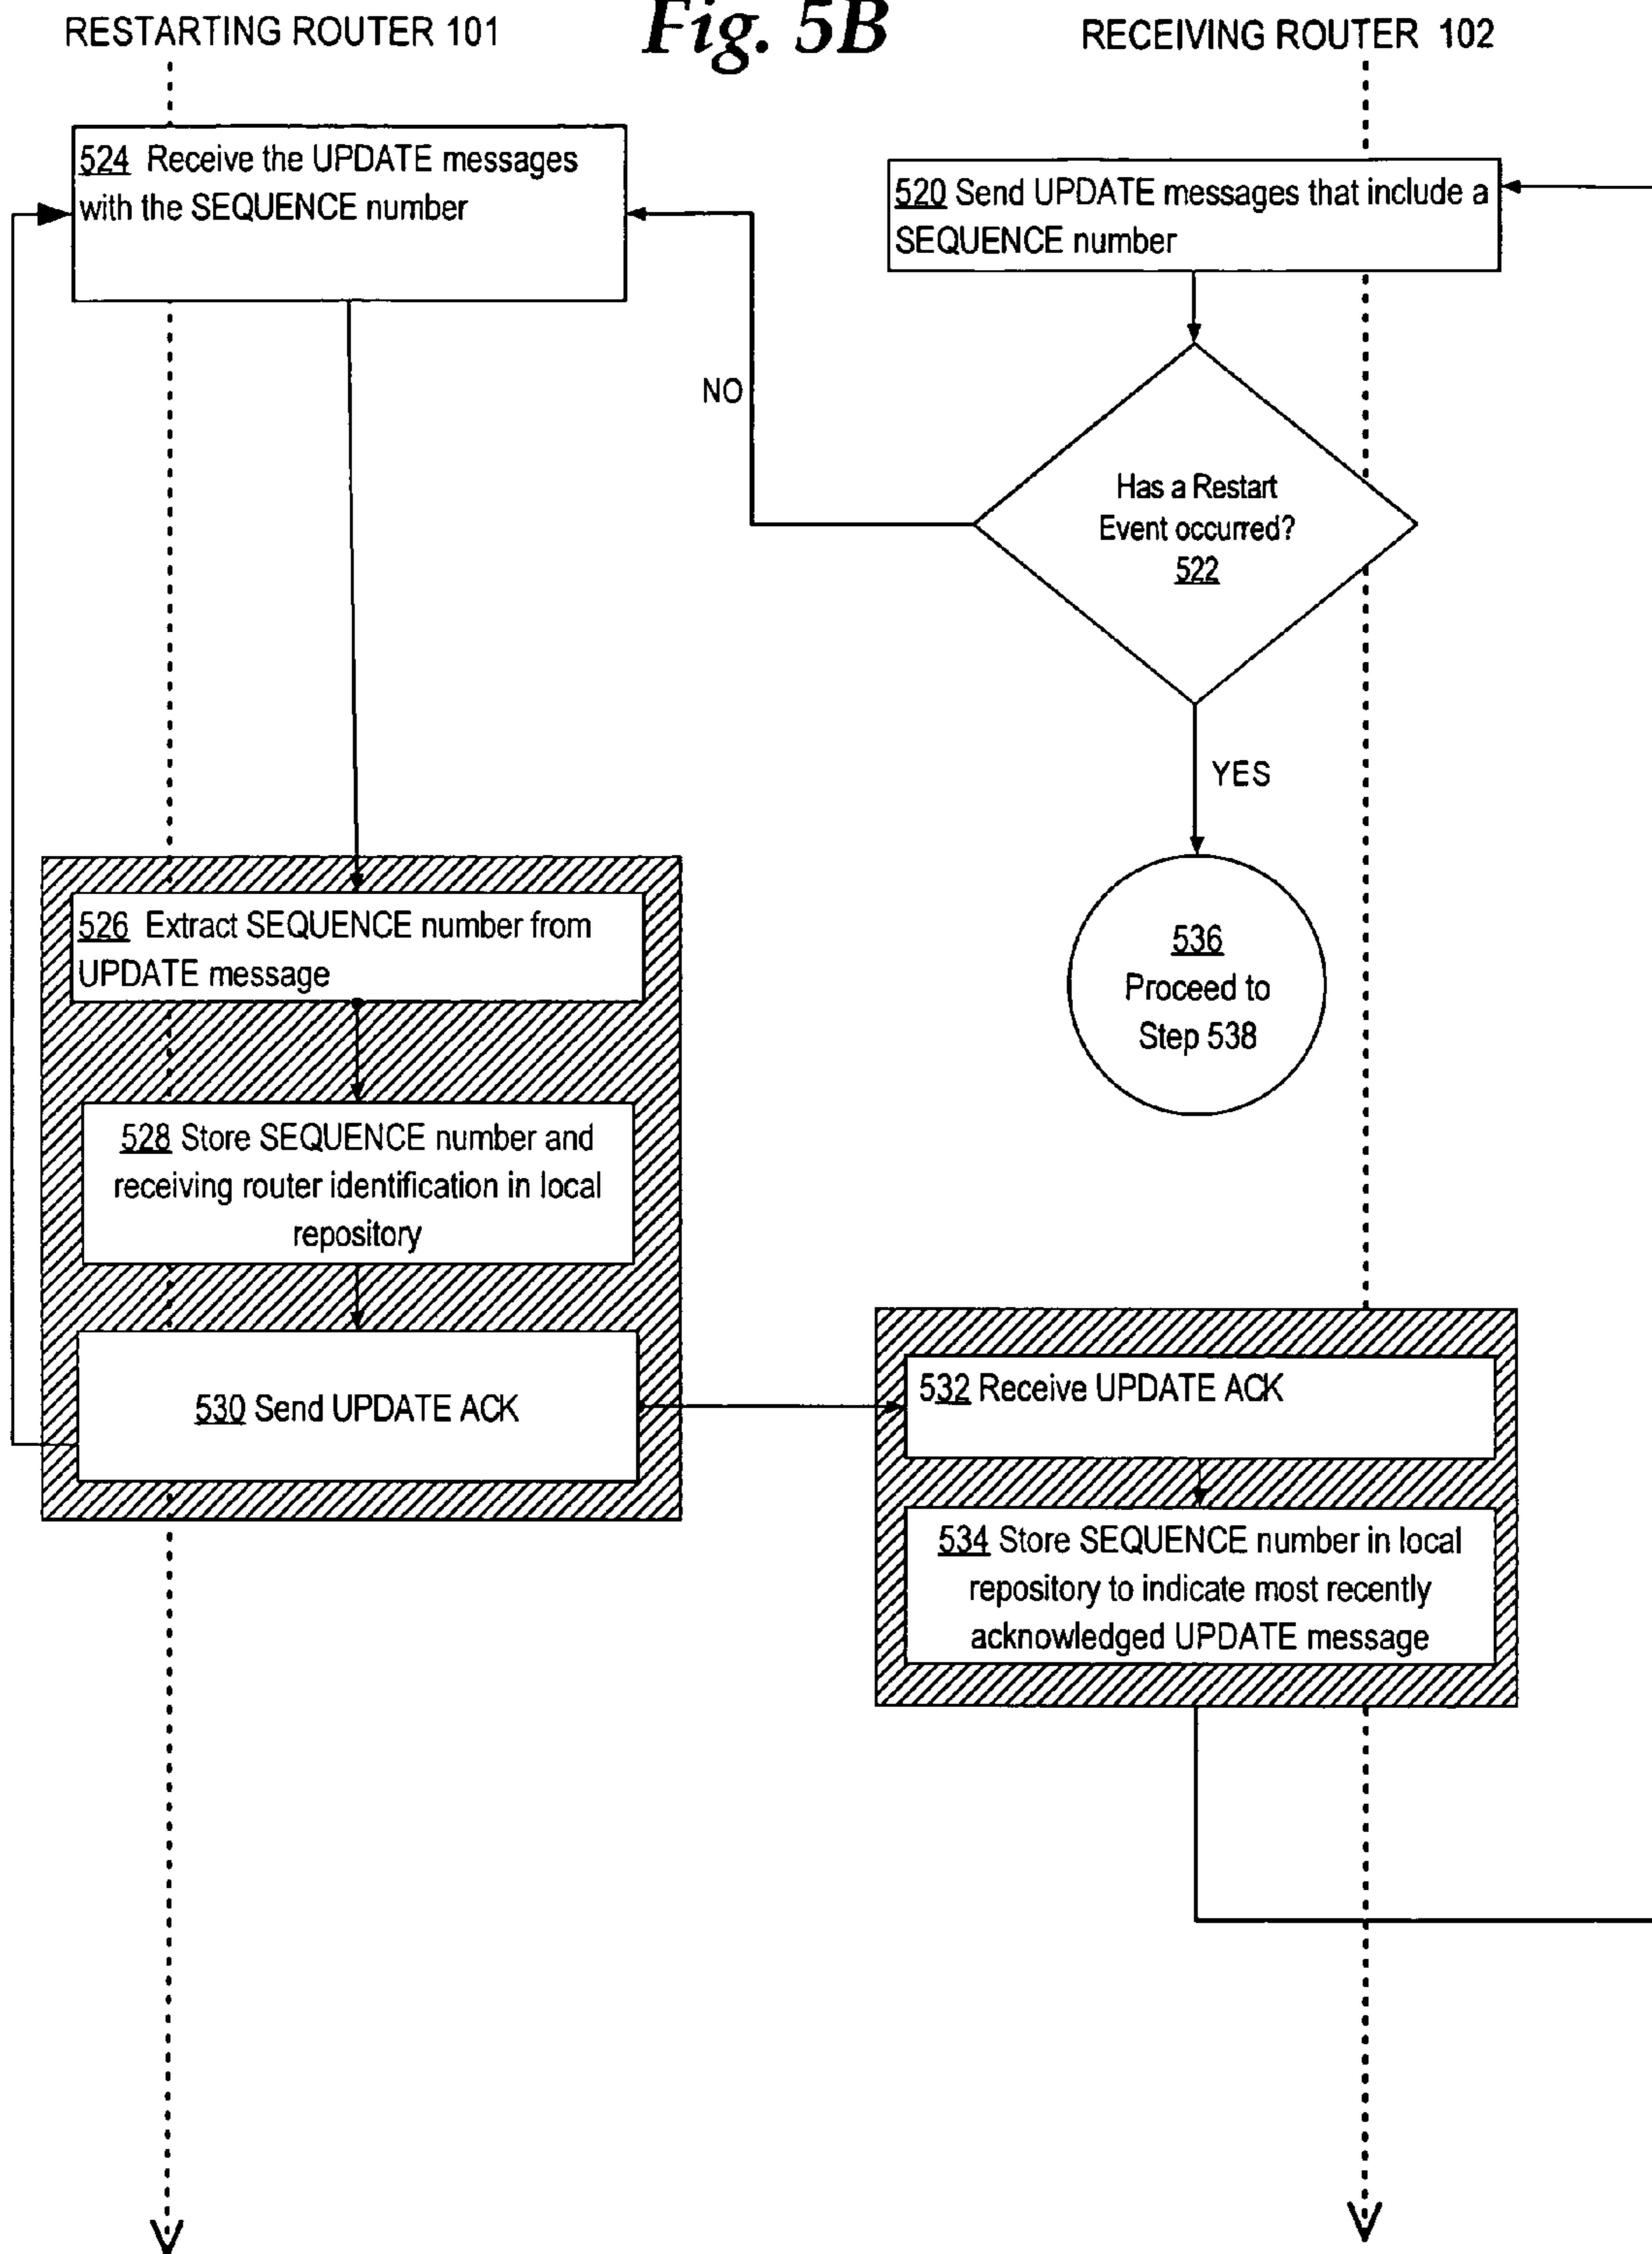 RESTARTING ROUTER 101
Fig. 5B
RECEIVING ROUTER 102
524 Receive the UPDATE messages
with the SEQUENCE number
520 Send UPDATE messages that include a
SEQUENCE number
NO
Has a Restart
Event occurred?
522
YES
526 Extract SEQUENCE number from
UPDATE message
536
Proceed to
Step 538
528 Store SEQUENCE number and
receiving router identification in local
repository
530 Send UPDATE ACK
532 Receive UPDATE ACK
534 Store SEQUENCE number in local
repository to indicate most recently
acknowledged UPDATE message